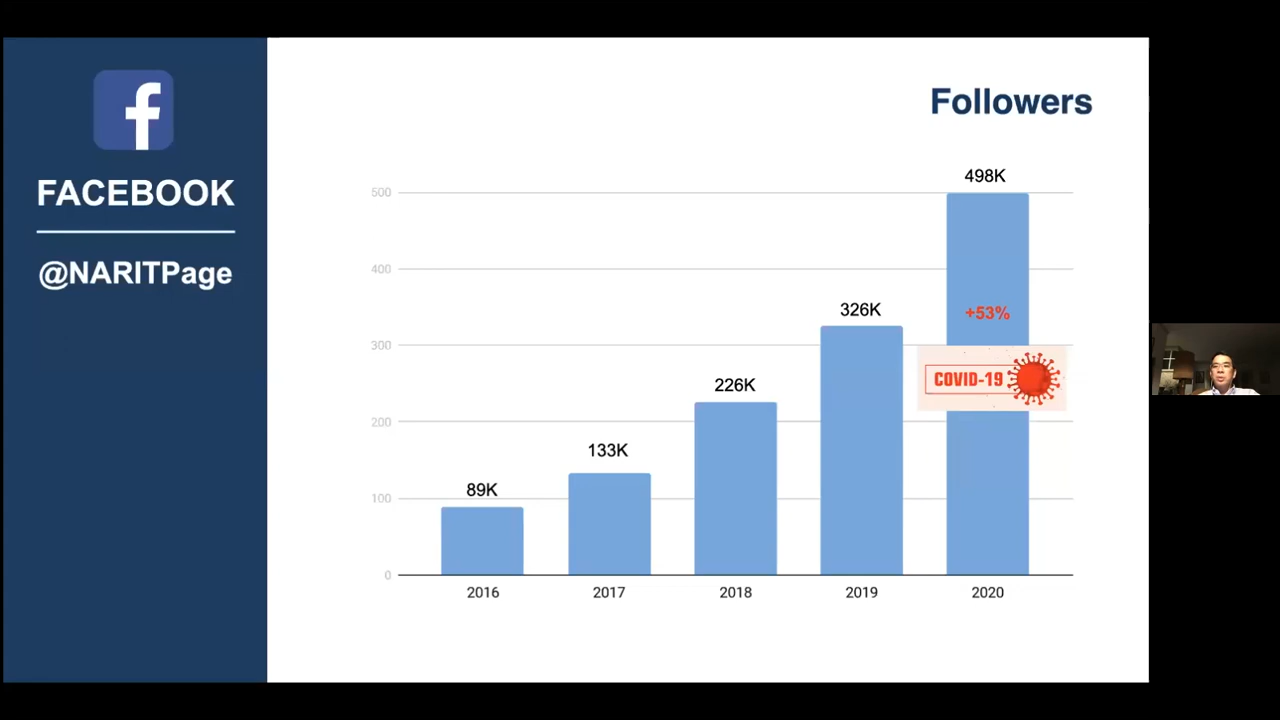 f
FACEBOOK
@NARITPage
Followers
500
400
300
200
100
0
89K
133K
226K
326K
498K
+53%
COVID-19
2016
2017
2018
2019
2020